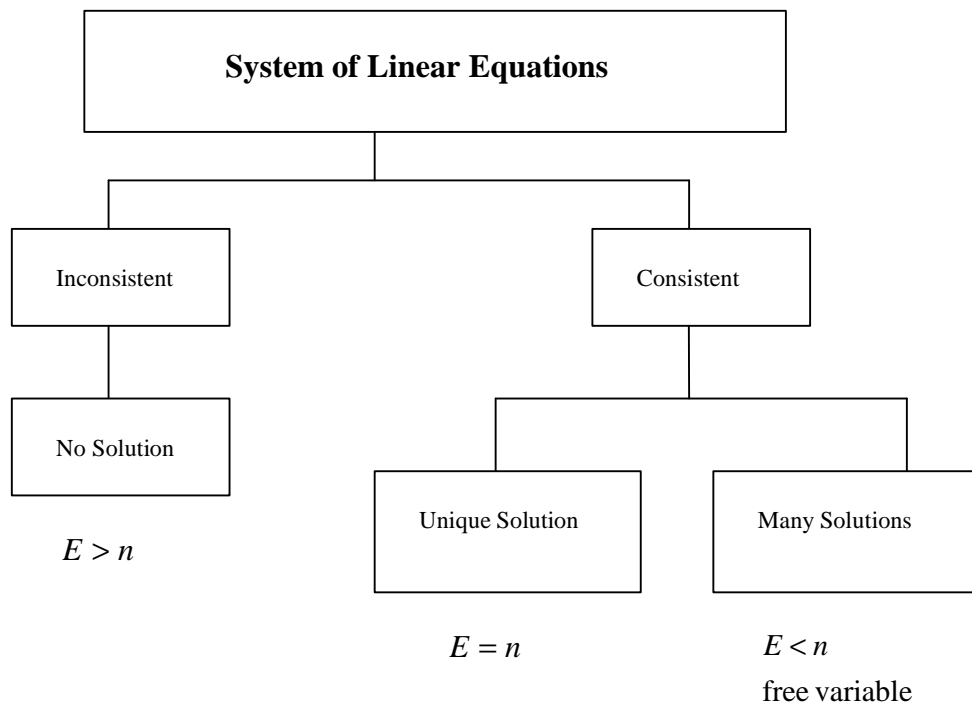 System of Linear Equations
Inconsistent
Consistent
No Solution
Unique Solution
Many Solutions
E > n
E = n
E < n
free variable